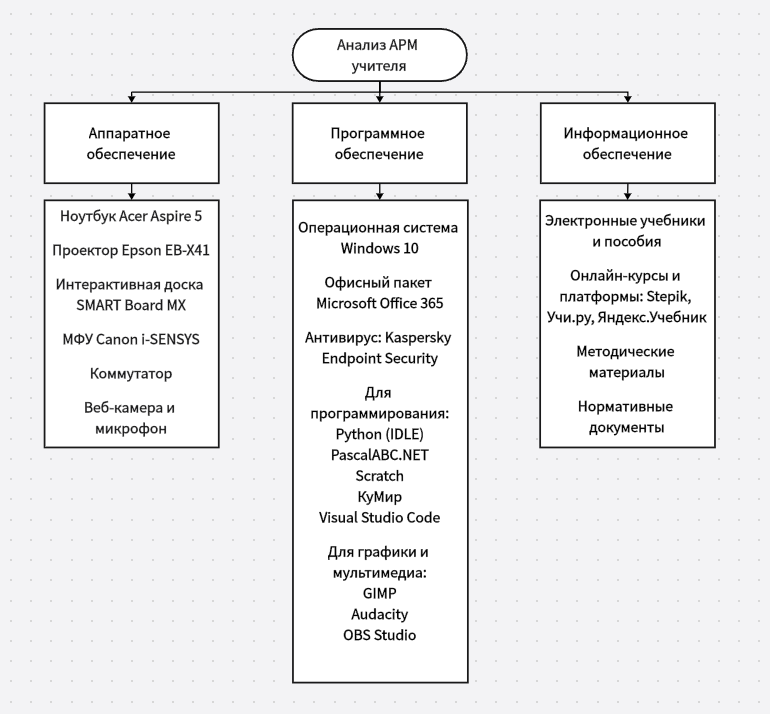 Анализ АРМ
учителя
Аппаратное
обеспечение
Программное
обеспечение
Информационное
обеспечение
Ноутбук Acer Aspire 5
Проектор Epson EB-X41
Интерактивная доска
SMART Board MX
МФУ Canon i-SENSYS
Коммутатор
Веб-камера и
микрофон
Операционная система
Windows 10
Офисный пакет
Microsoft Office 365
Антивирус: Kaspersky
Endpoint Security
Для
программирования:
Python (IDLE)
PascalABC.NET
Scratch
КуМир
Visual Studio Code
Для графики и
мультимедиа:
GIMP
Audacity
OBS Studio
Электронные учебники
и пособия
Онлайн-курсы и
платформы: Stepik,
Учи.ру, Яндекс.Учебник
Методические
материалы
Нормативные
документы